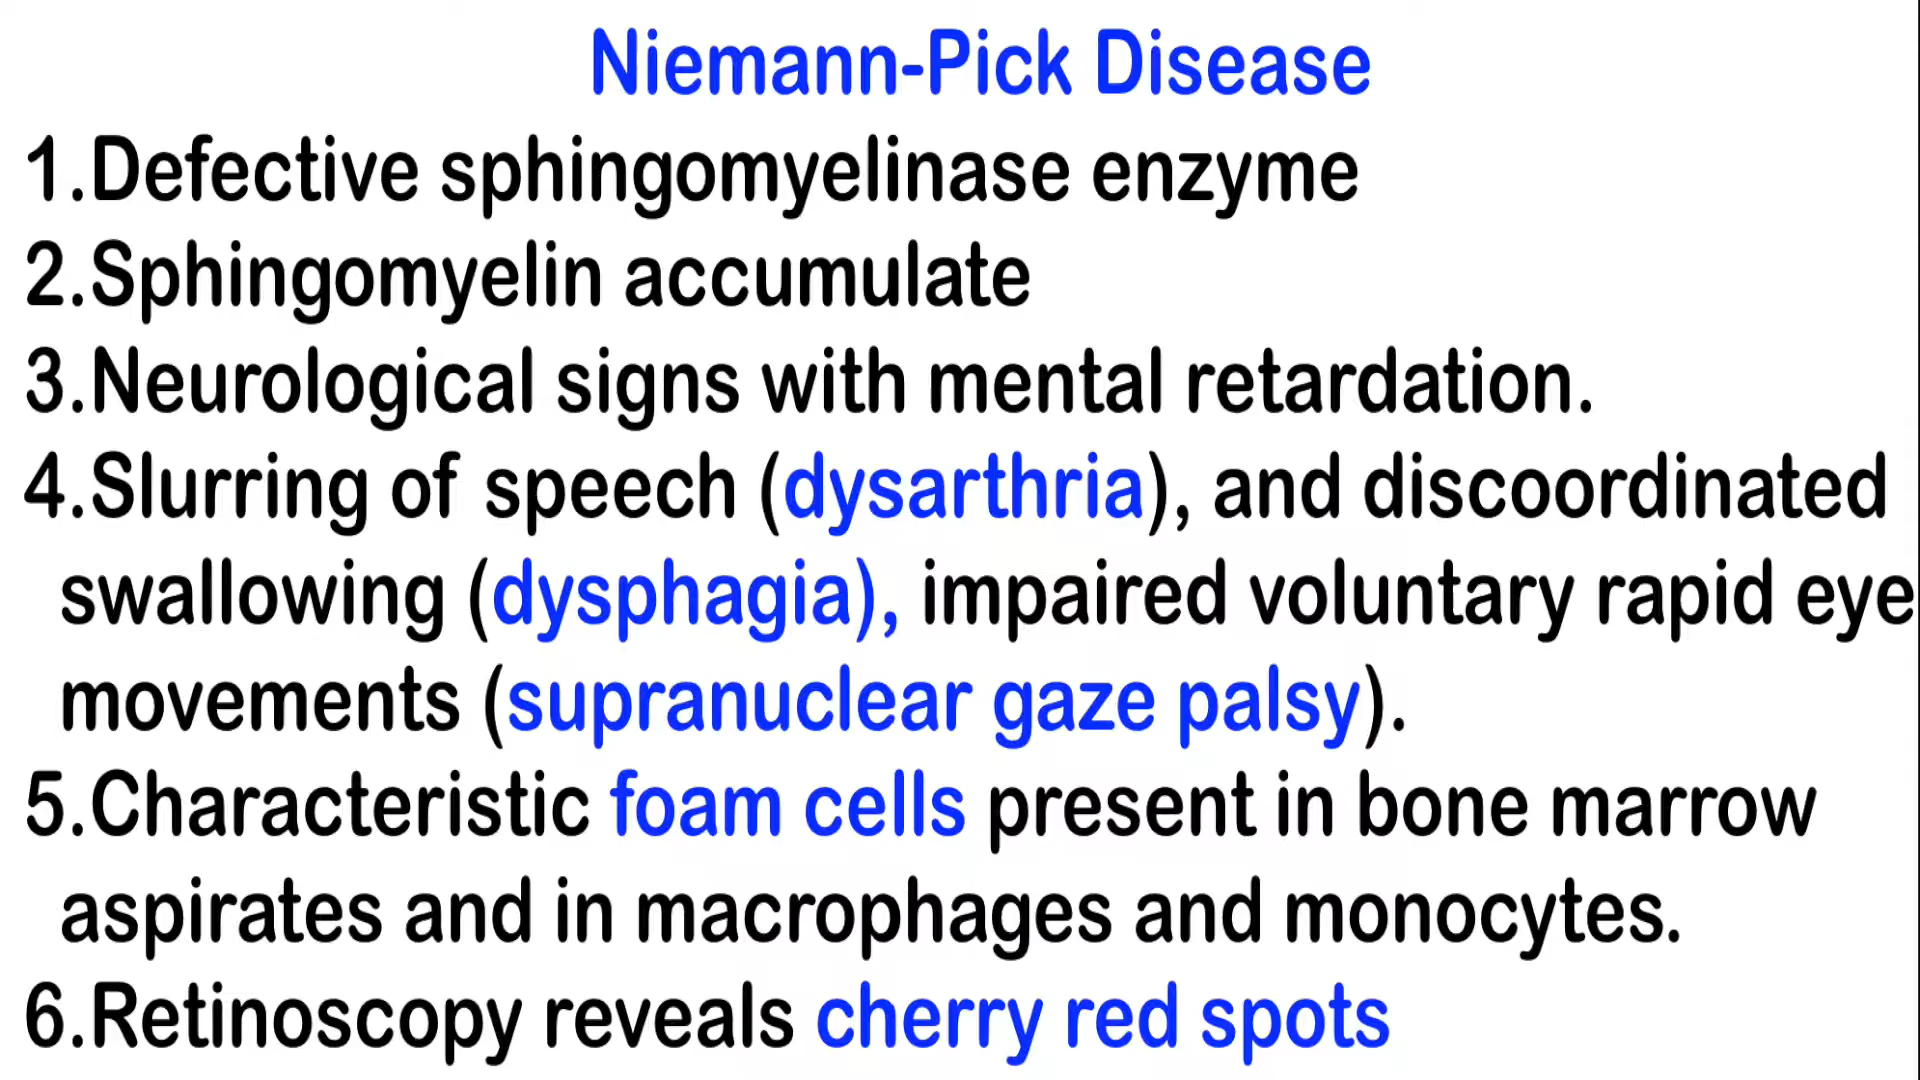 Niemann-Pick Disease
1.Defective sphingomyelinase enzyme
2.Sphingomyelin accumulate
3.Neurological signs with mental retardation.
4.Slurring of speech (dysarthria), and discoordinated
swallowing (dysphagia), impaired voluntary rapid eye
movements (supranuclear gaze palsy).
5.Characteristic foam cells present in bone marrow
aspirates and in macrophages and monocytes.
6.Retinoscopy reveals cherry red spots